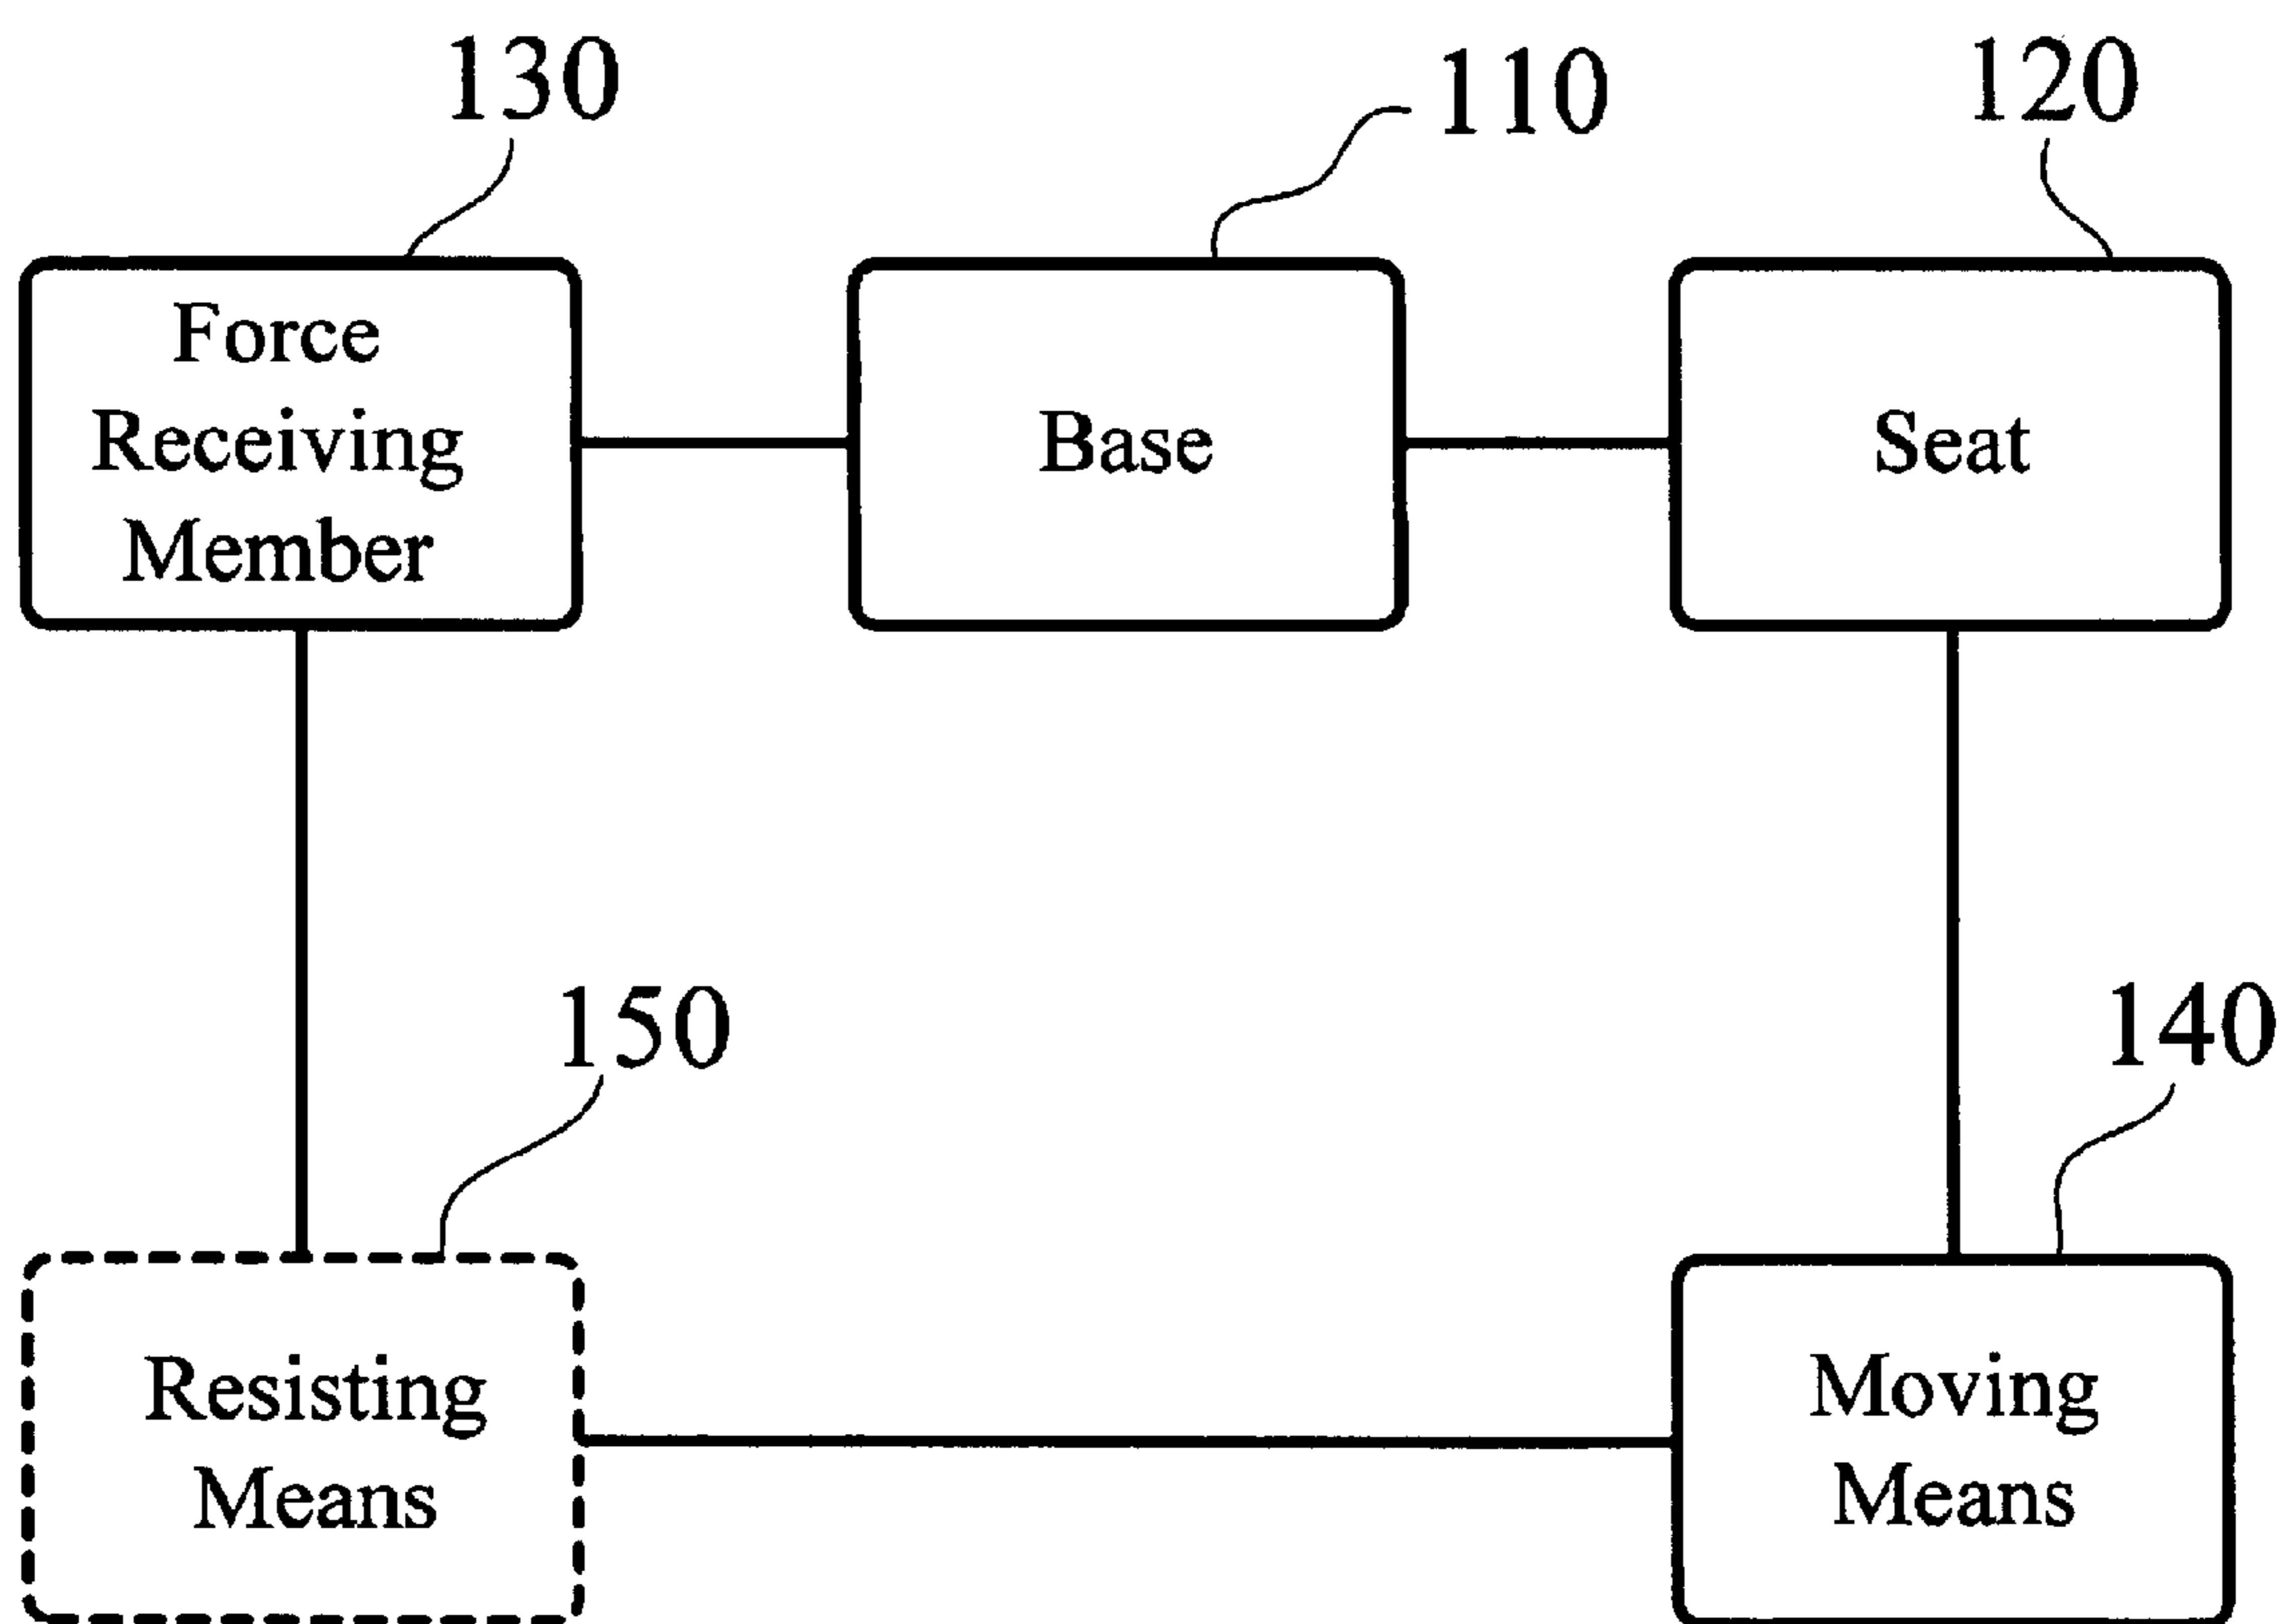 130
110
120
Force
Receiving
Member
Base
Seat
150
140
Resisting
Means
Moving
Means